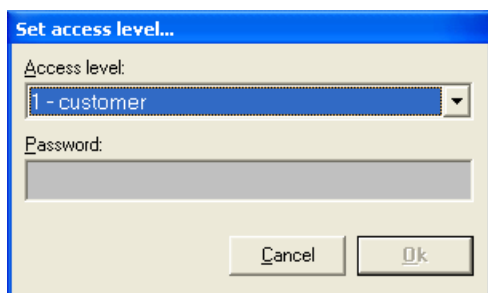 Set access level...
Access level:
1 - customer
Password:
Cancel
Ok